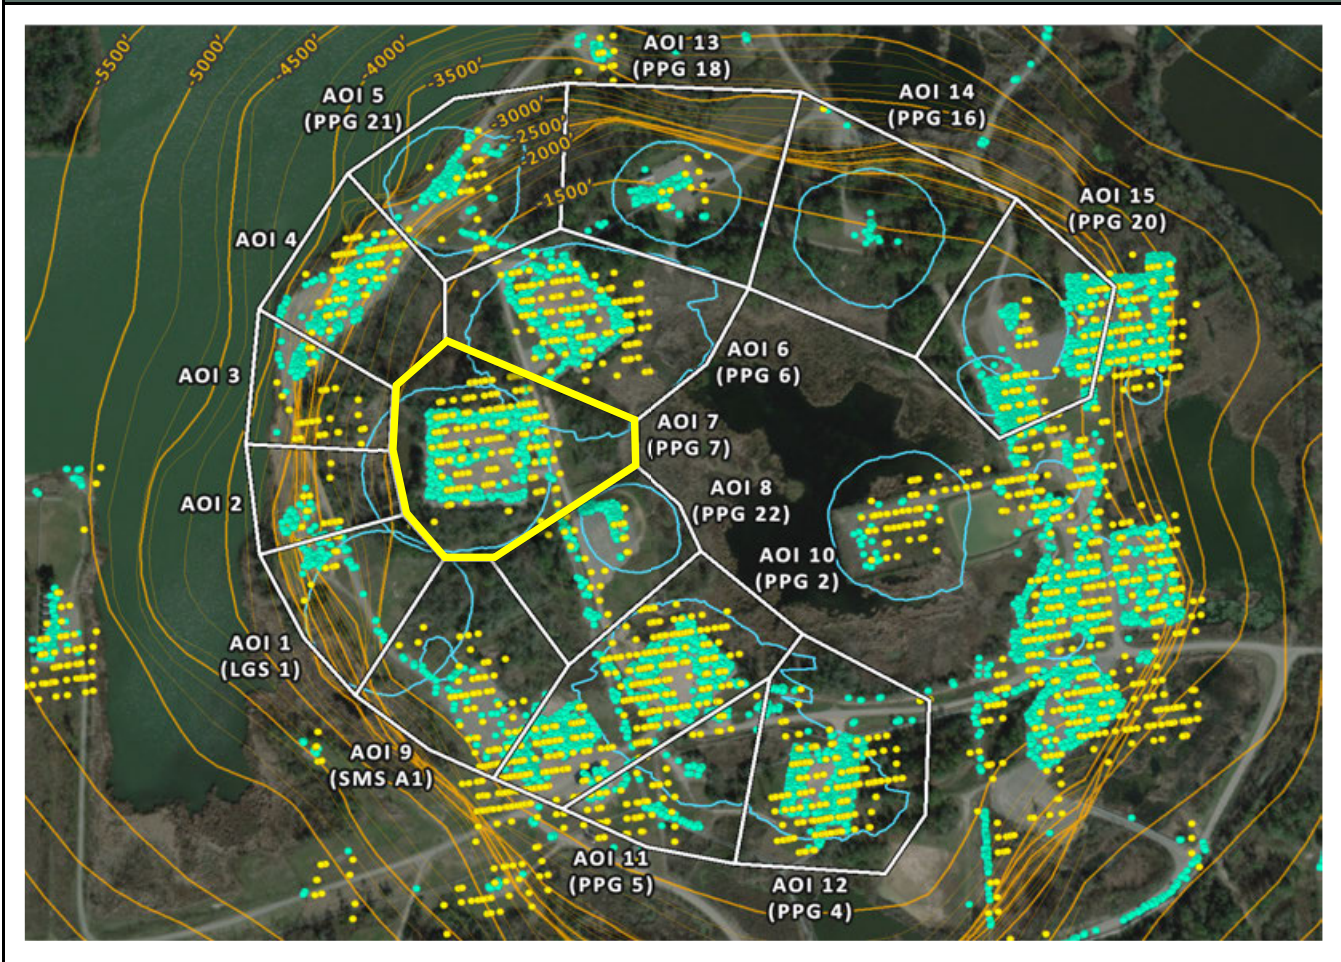 -5500'
-5000'
-4500'
-4000'
-3500'
-3000'
-2500'
-2000'
-1500'
AOI 13
(PPG 18)
AOI 5
(PPG 21)
AOI 14
(PPG 16)
AOI 15
(PPG 20)
AOI 4
AOI 3
AOI 6
(PPG 6)
AOI 7
(PPG 7)
AOI 2
AOI 8
(PPG 22)
AOI 10
(PPG 2)
AOI 1
(LGS 1)
AOI 9
(SMS A1)
AOI 11
(PPG 5)
AOI 12
(PPG 4)